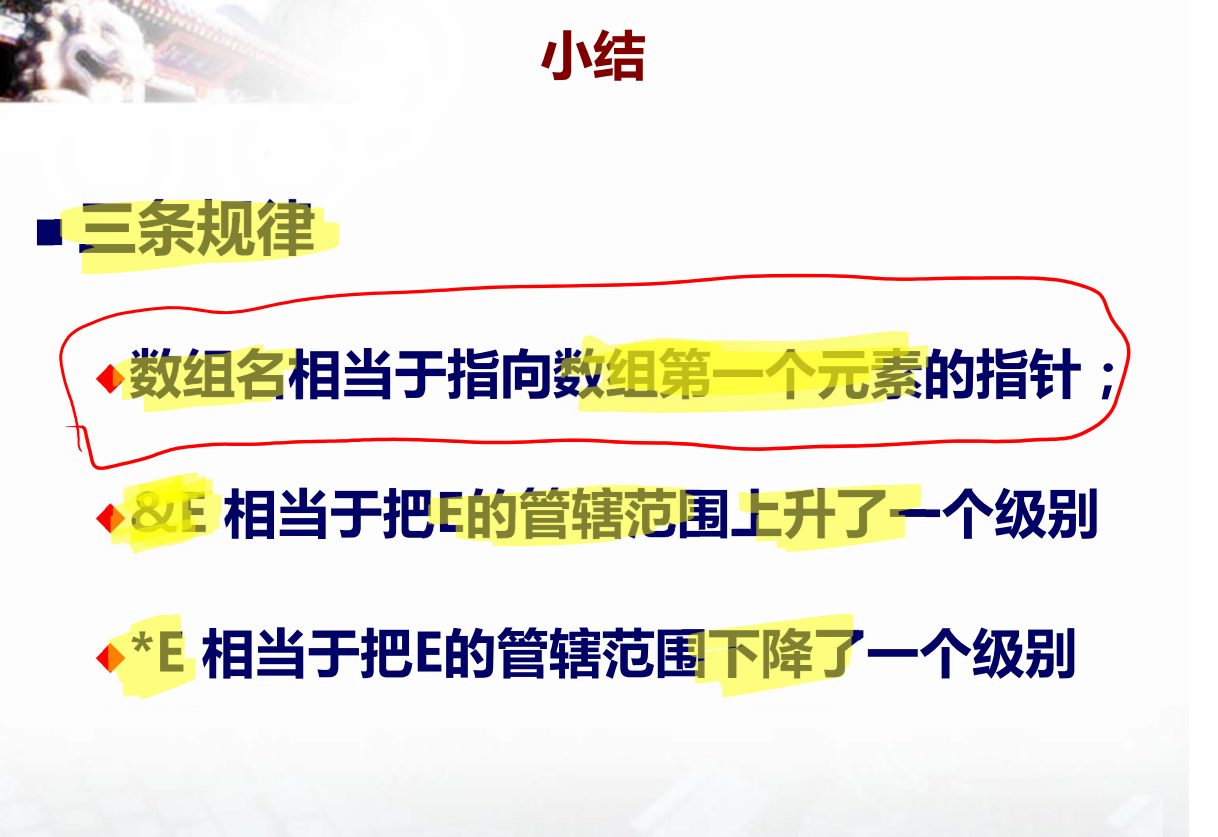 小结
三条规律
数组名相当于指向数组第一个元素的指针；
&E 相当于把E的管辖范围上升了一个级别
*E 相当于把E的管辖范围下降了一个级别